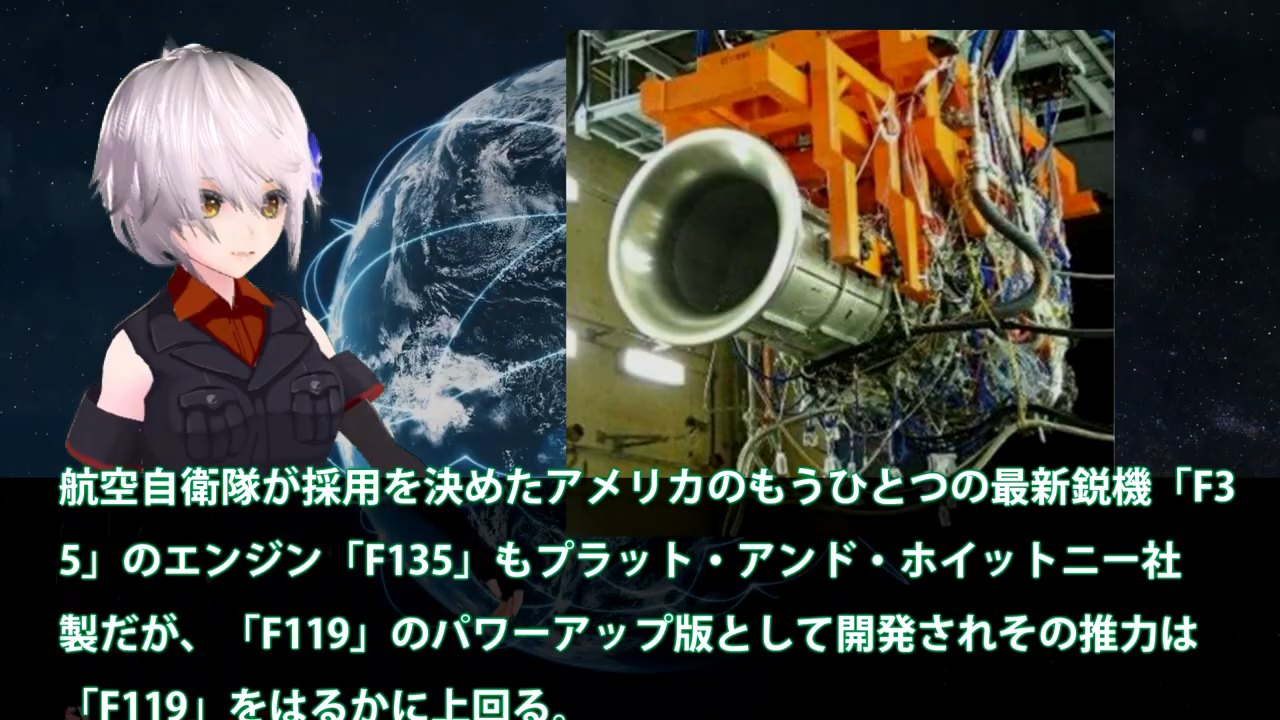 航空自衛隊が採用を決めたアメリカのもうひとつの最新鋭機「F3
5」のエンジン「F135」もプラット・アンド・ホイットニー社
製だが、「F119」のパワーアップ版として開発されその推力は
「F119」をはるかに上回る。